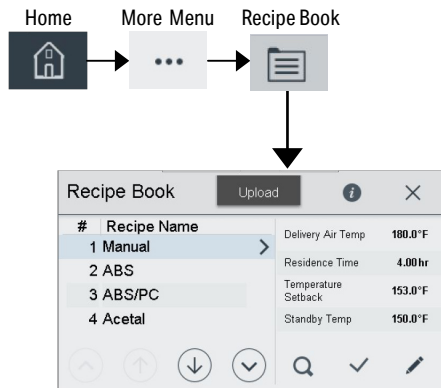 Home More Menu Recipe Book
Recipe Book Upload
# Recipe Name
1 Manual
2 ABS
3 ABS/PC
4 Acetal
Delivery Air Temp 180.0°F
Residence Time 4.00 hr
Temperature
Setback 153.0°F
Standby Temp 150.0°F